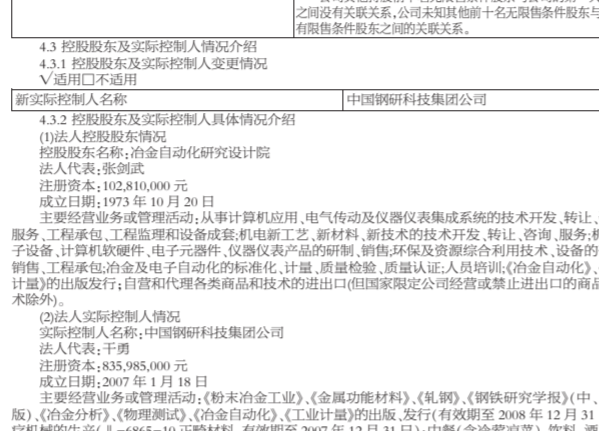 之间没有关联关系,公司未知其他前十名无限售条件股东与
有限售条件股东之间的关联关系。
4.3 控股股东及实际控制人情况介绍
4.3.1 控股股东及实际控制人变更情况
√适用□不适用
新实际控制人名称 中国钢研科技集团公司
4.3.2 控股股东及实际控制人具体情况介绍
(1)法人控股股东情况
控股股东名称:冶金自动化研究设计院
法人代表:张剑武
注册资本:102,810,000 元
成立日期:1973 年 10 月 20 日
主要经营业务或管理活动:从事计算机应用、电气传动及仪器仪表集成系统的技术开发、转让、
服务、工程承包、工程监理和设备成套;机电新工艺、新材料、新技术的技术开发、转让、咨询、服务;机
子设备、计算机软硬件、电子元器件、仪器仪表产品的研制、销售;环保及资源综合利用技术、设备的
销售、工程承包;冶金及电子自动化的标准化、计量、质量检验、质量认证;人员培训;《冶金自动化》、
计量》的出版发行;自营和代理各类商品和技术的进出口(但国家限定公司经营或禁止进出口的商品
术除外)。
(2)法人实际控制人情况
实际控制人名称:中国钢研科技集团公司
法人代表:干勇
注册资本:835,985,000 元
成立日期:2007 年 1 月 18 日
主要经营业务或管理活动:《粉末冶金工业》、《金属功能材料》、《轧钢》、《钢铁研究学报》(中、
版)、《冶金分析》、《物理测试》、《冶金自动化》、《工业计量》的出版、发行(有效期至 2008 年 12 月 31